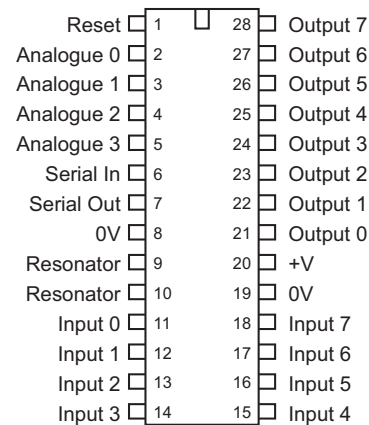 Reset 1 28 Output 7
Analogue 0 2 27 Output 6
Analogue 1 3 26 Output 5
Analogue 2 4 25 Output 4
Analogue 3 5 24 Output 3
Serial In 6 23 Output 2
Serial Out 7 22 Output 1
0V 8 21 Output 0
Resonator 9 20 +V
Resonator 10 19 0V
Input 0 11 18 Input 7
Input 1 12 17 Input 6
Input 2 13 16 Input 5
Input 3 14 15 Input 4